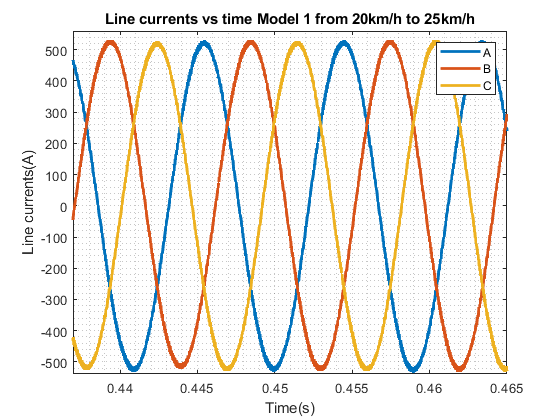 Line currents vs time Model 1 from 20km/h to 25km/h
A
B
C
Line currents(A)
500
400
300
200
100
0
-100
-200
-300
-400
-500
0.44 0.445 0.45 0.455 0.46 0.465
Time(s)